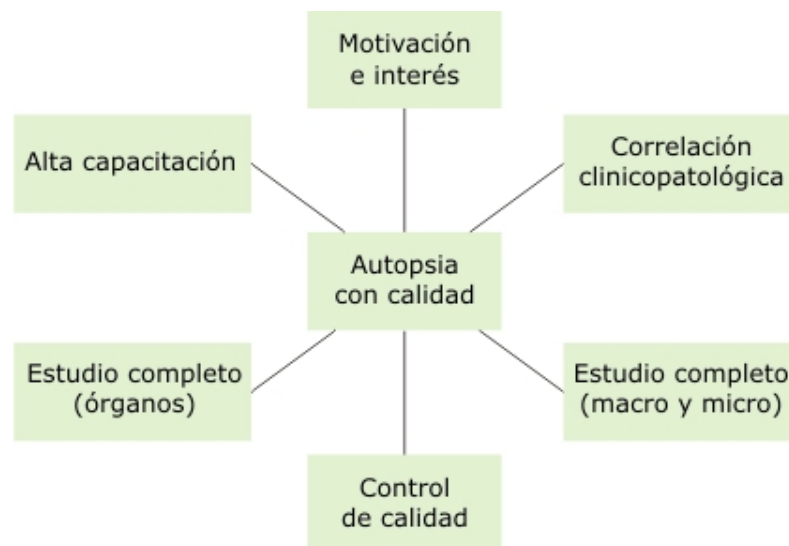 Motivación
e interés
Alta capacitación
Correlación
clinicopatológica
Autopsia
con calidad
Estudio completo
(órganos)
Estudio completo
(macro y micro)
Control
de calidad